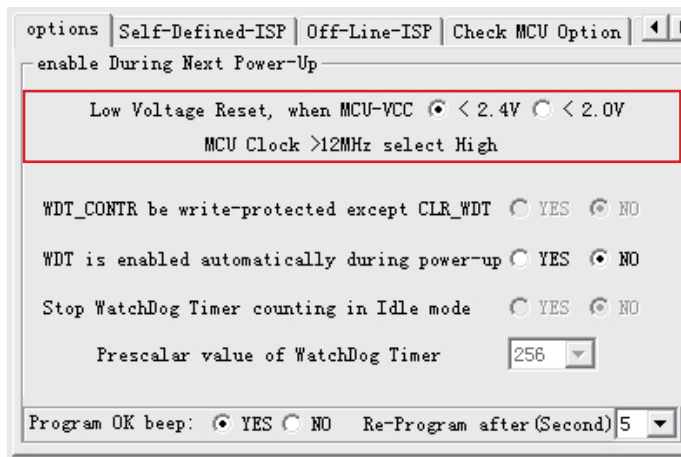 options Self-Defined-ISP Off-Line-ISP Check MCU Option
enable During Next Power-Up
Low Voltage Reset, when MCU-VCC < 2.4V < 2.0V
MCU Clock >12MHz select High
WDT_CONTR be write-protected except CLR_WDT YES NO
WDT is enabled automatically during power-up YES NO
Stop WatchDog Timer counting in Idle mode YES NO
Prescalar value of WatchDog Timer 256
Program OK beep: YES NO Re-Program after(Second) 5